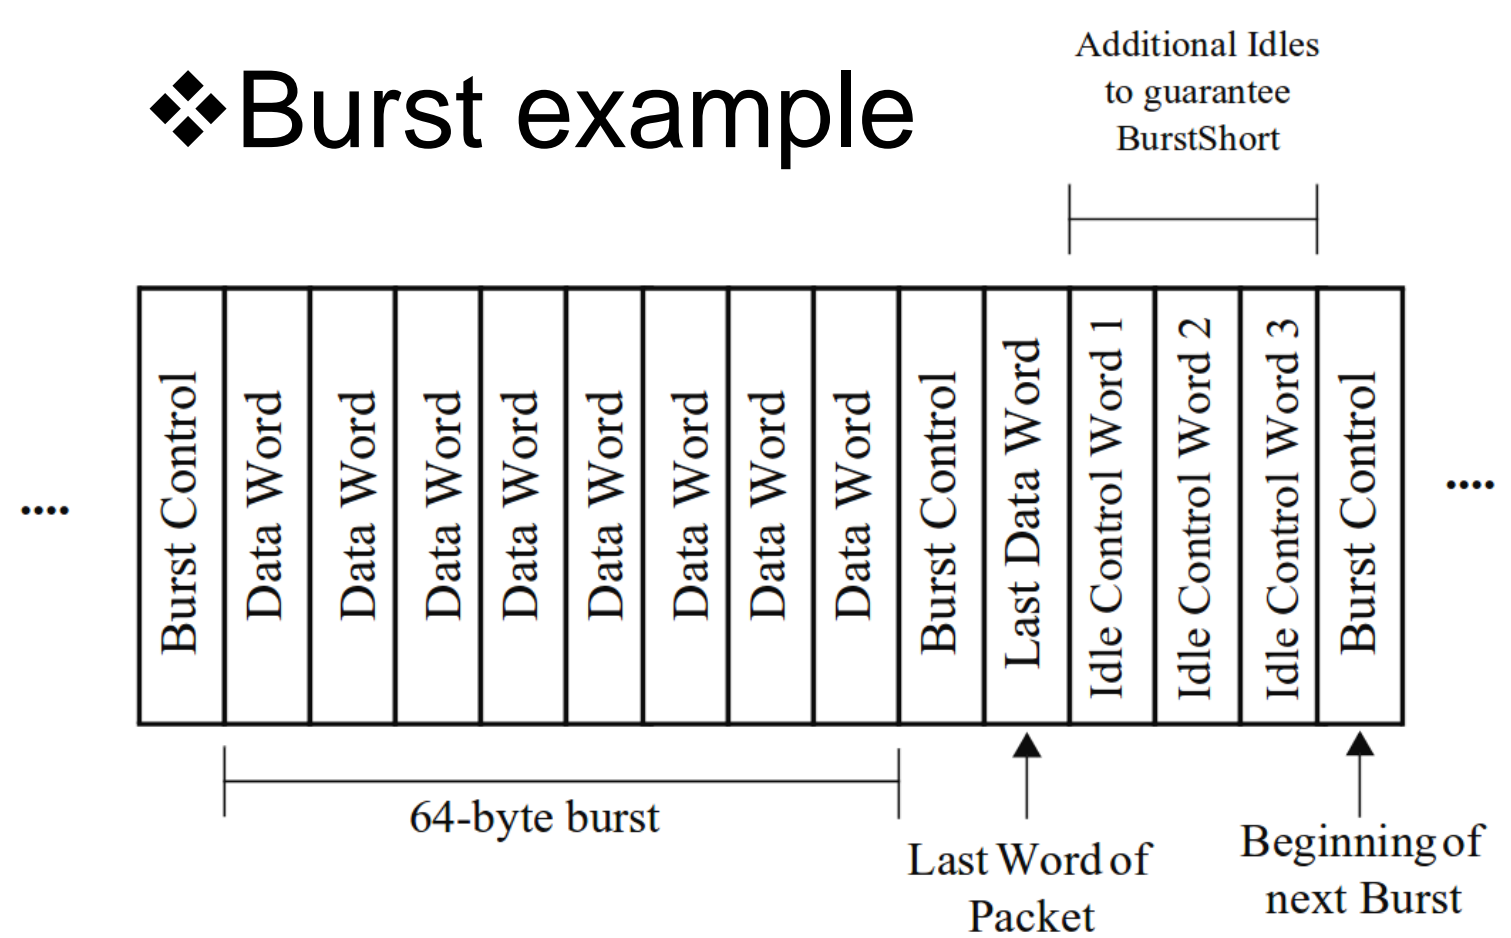 Additional Idles
to guarantee
BurstShort
❖Burst example
Burst Control
Data Word
Data Word
Data Word
Data Word
Data Word
Data Word
Data Word
Data Word
Burst Control
Last Data Word
Idle Control Word 1
Idle Control Word 2
Idle Control Word 3
Burst Control
....
....
64-byte burst
Last Word of
Packet
Beginning of
next Burst